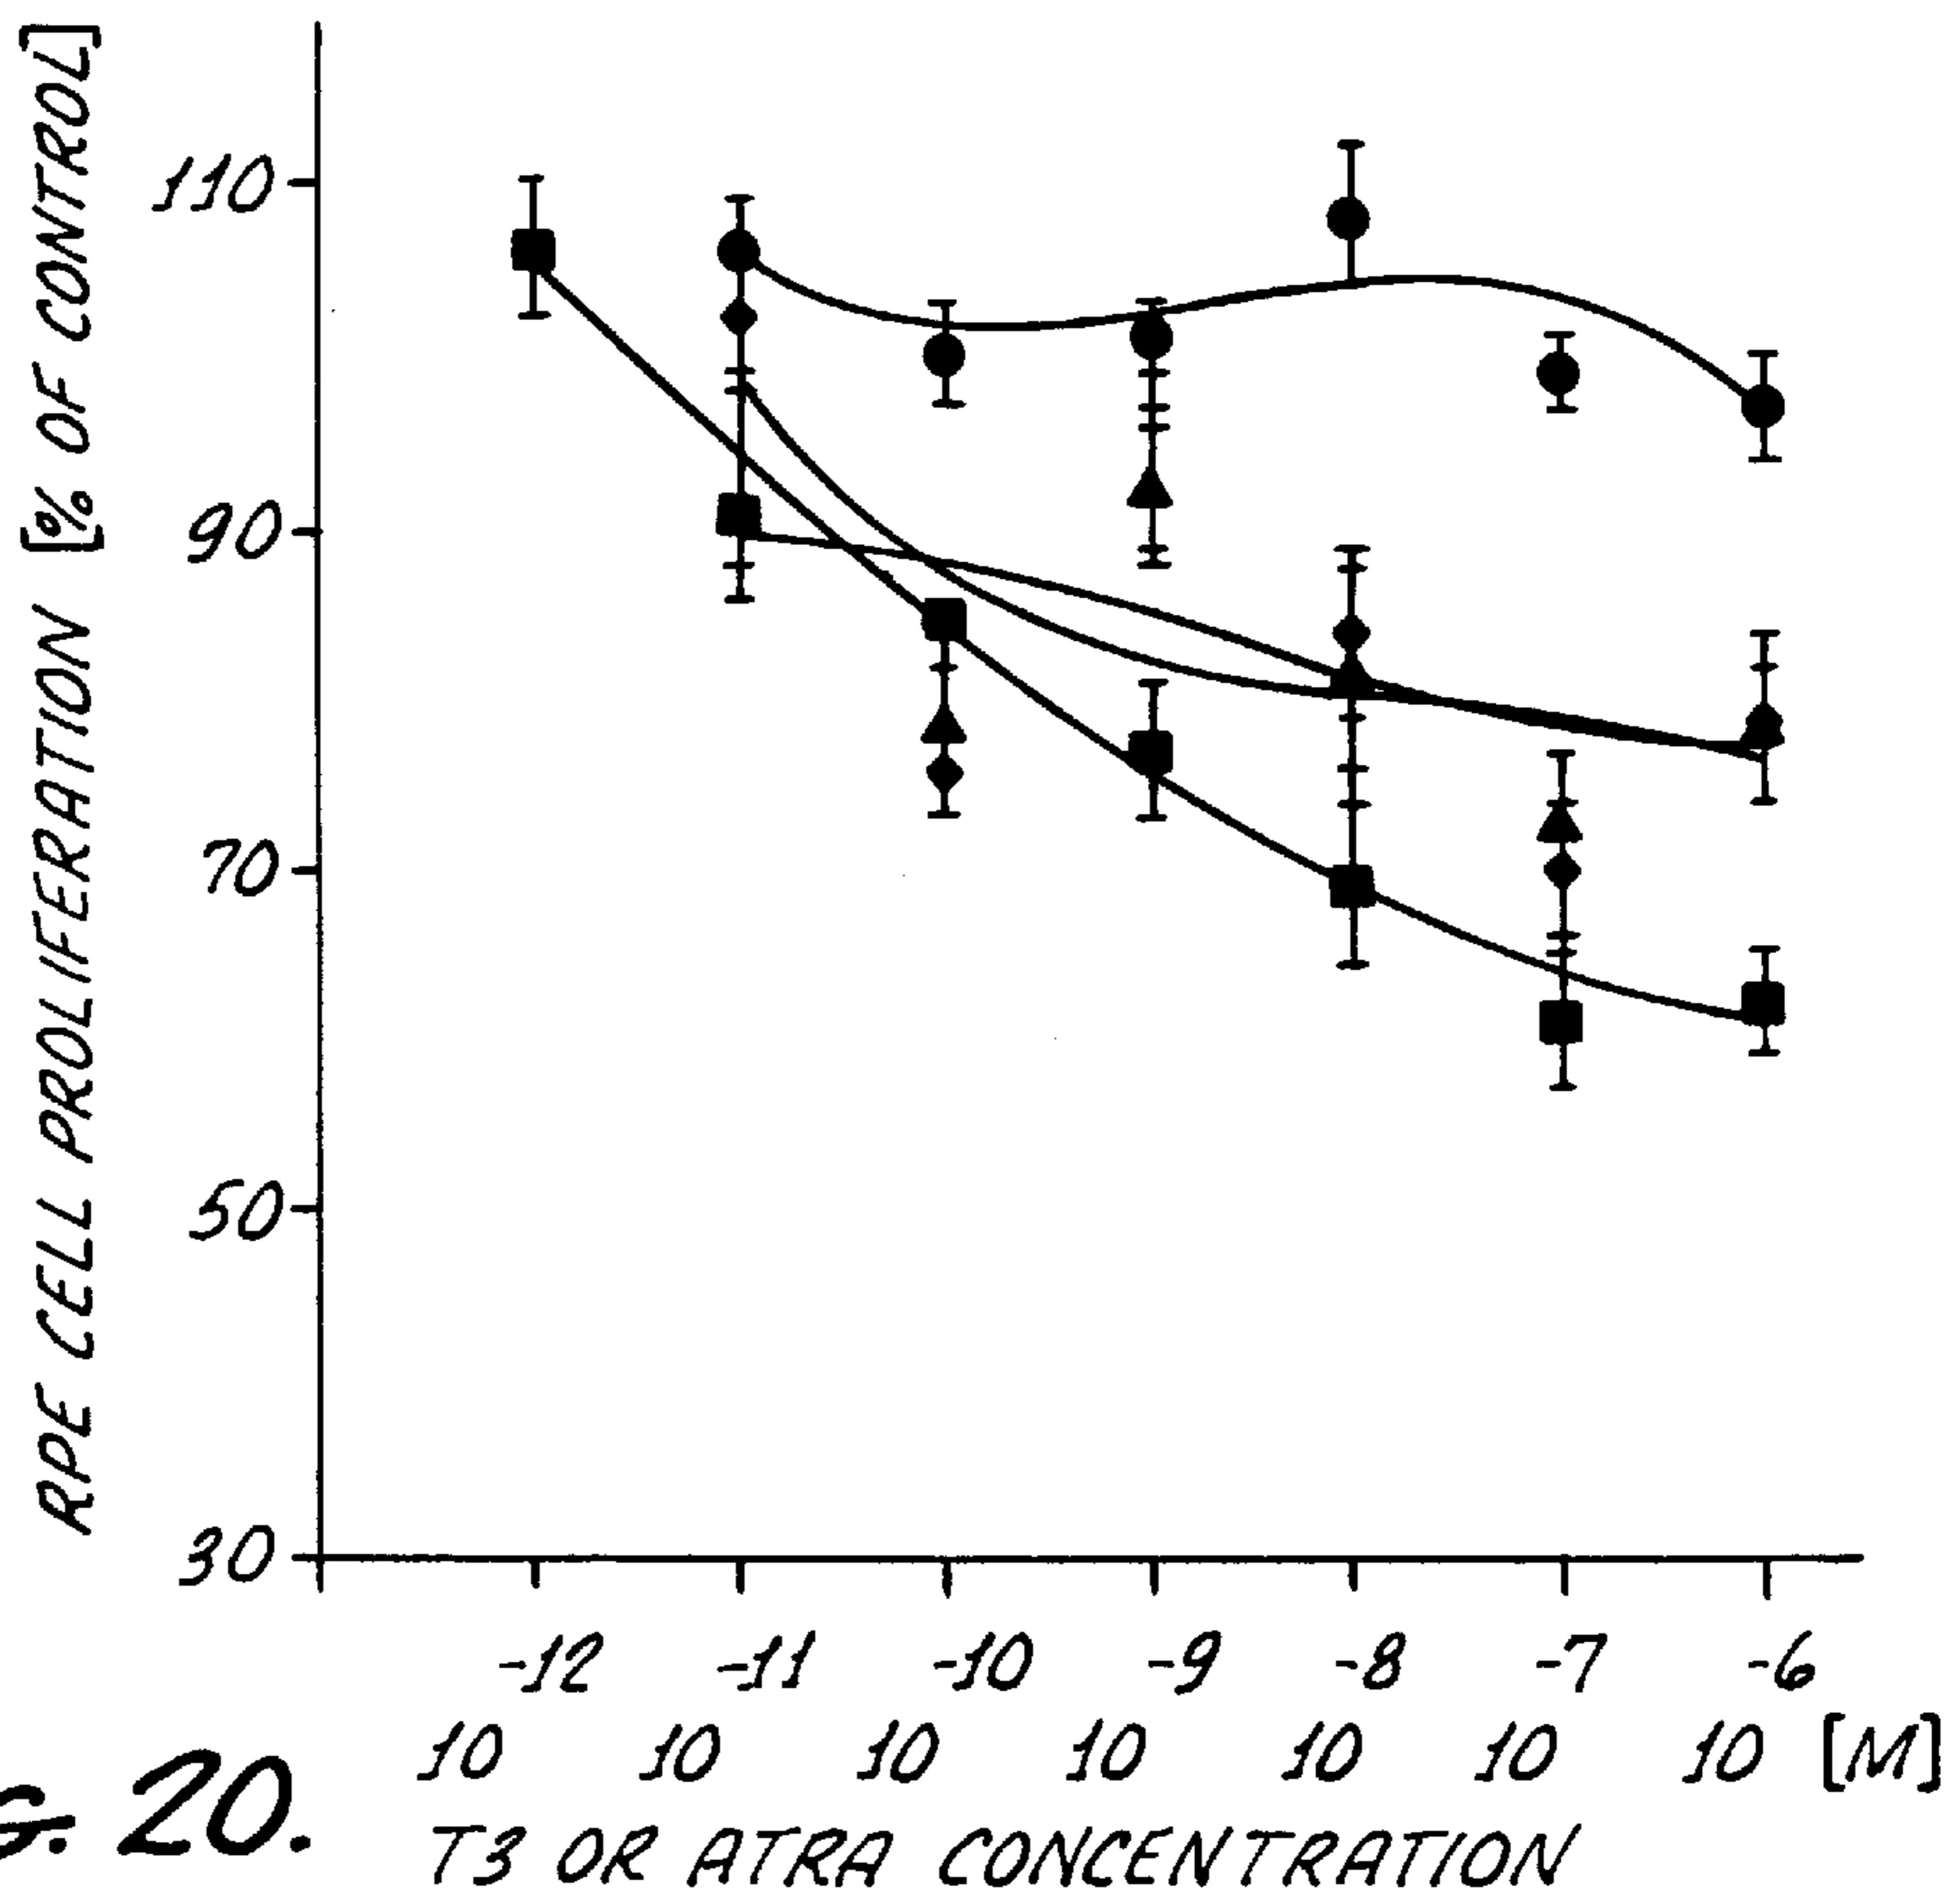 RPE CELL PROLIFERATION [% OF CONTROL]
110
90
70
50
30
-12 -11 -10 -9 -8 -7 -6
10 10 10 10 10 10 10 [M]
T3 OR ATRA CONCENTRATION
G. 20.